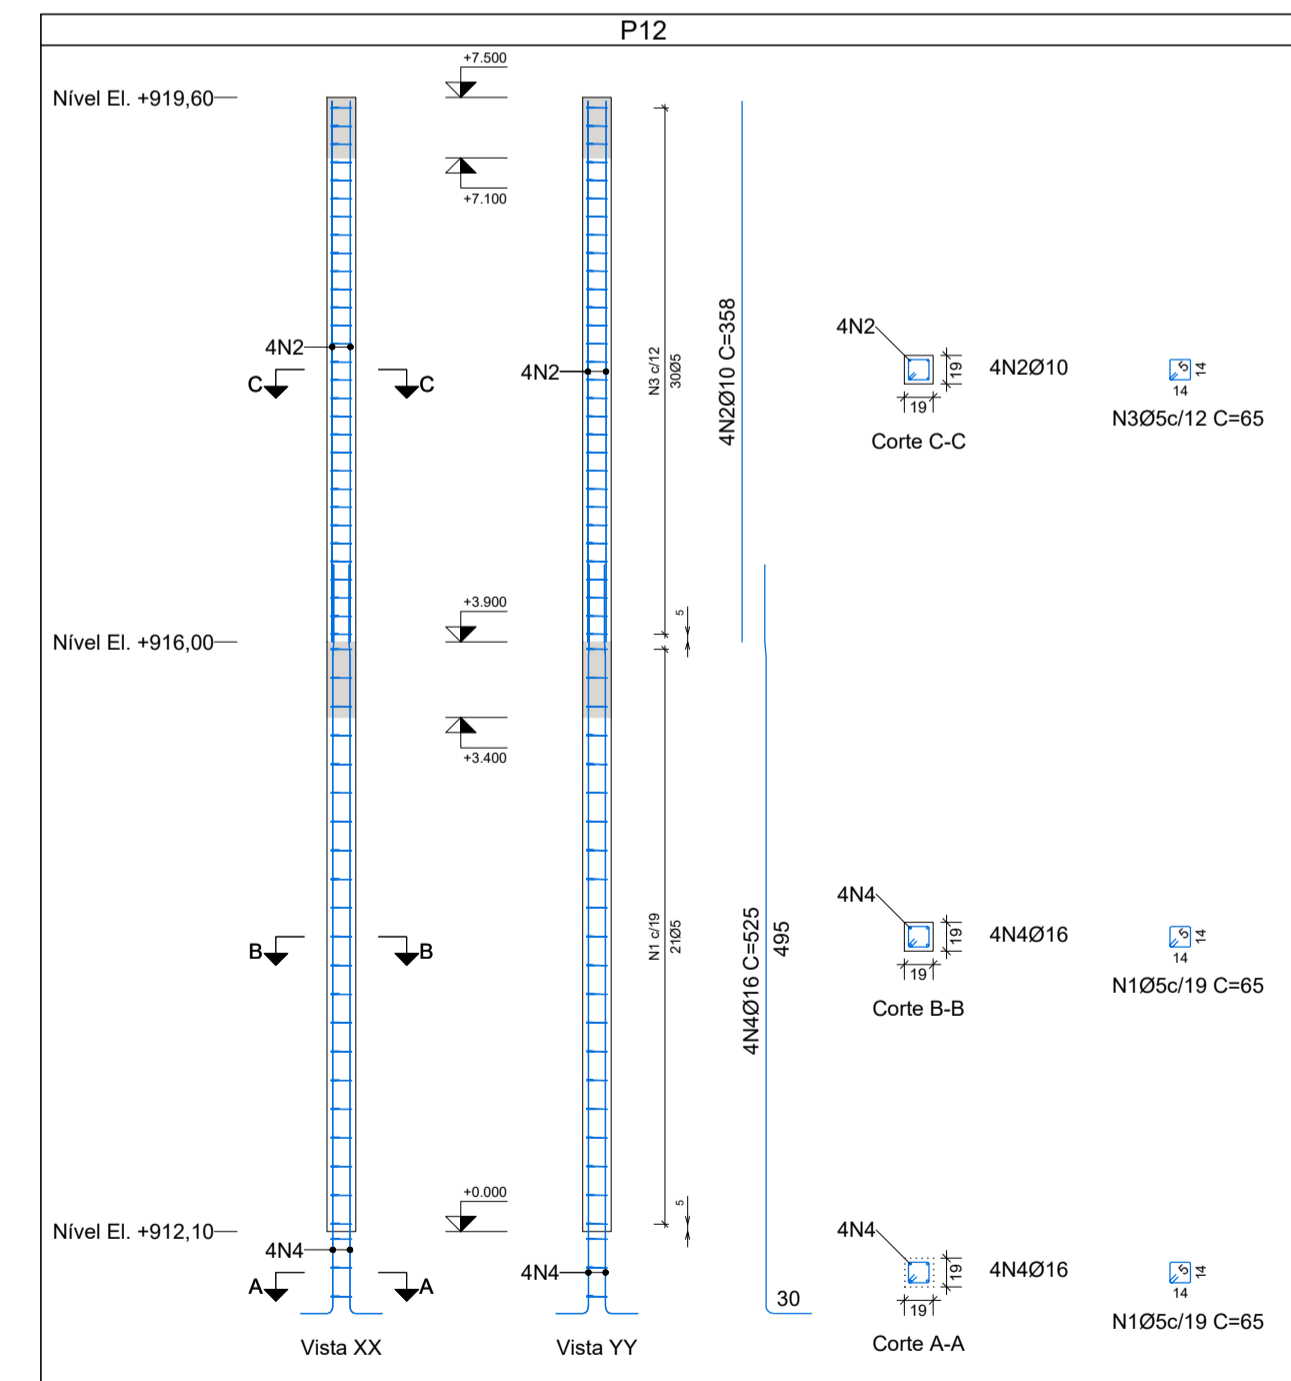 P12
+7.500
Nível El. +919,60
+7.100
4N2
C C
4N2
N3 c/12
30Ø5
4N2Ø10 C=358
4N2
19
19
4N2Ø10
Corte C-C
5
14
14
N3Ø5c/12 C=65
+3.900
5
Nível El. +916,00
+3.400
B B
N1 c/19
21Ø5
4N4Ø16 C=525
495
4N4
19
19
4N4Ø16
Corte B-B
5
14
14
N1Ø5c/19 C=65
+0.000
5
Nível El. +912,10
4N4
A A
4N4
30
4N4
19
19
4N4Ø16
Corte A-A
5
14
14
N1Ø5c/19 C=65
Vista XX
Vista YY